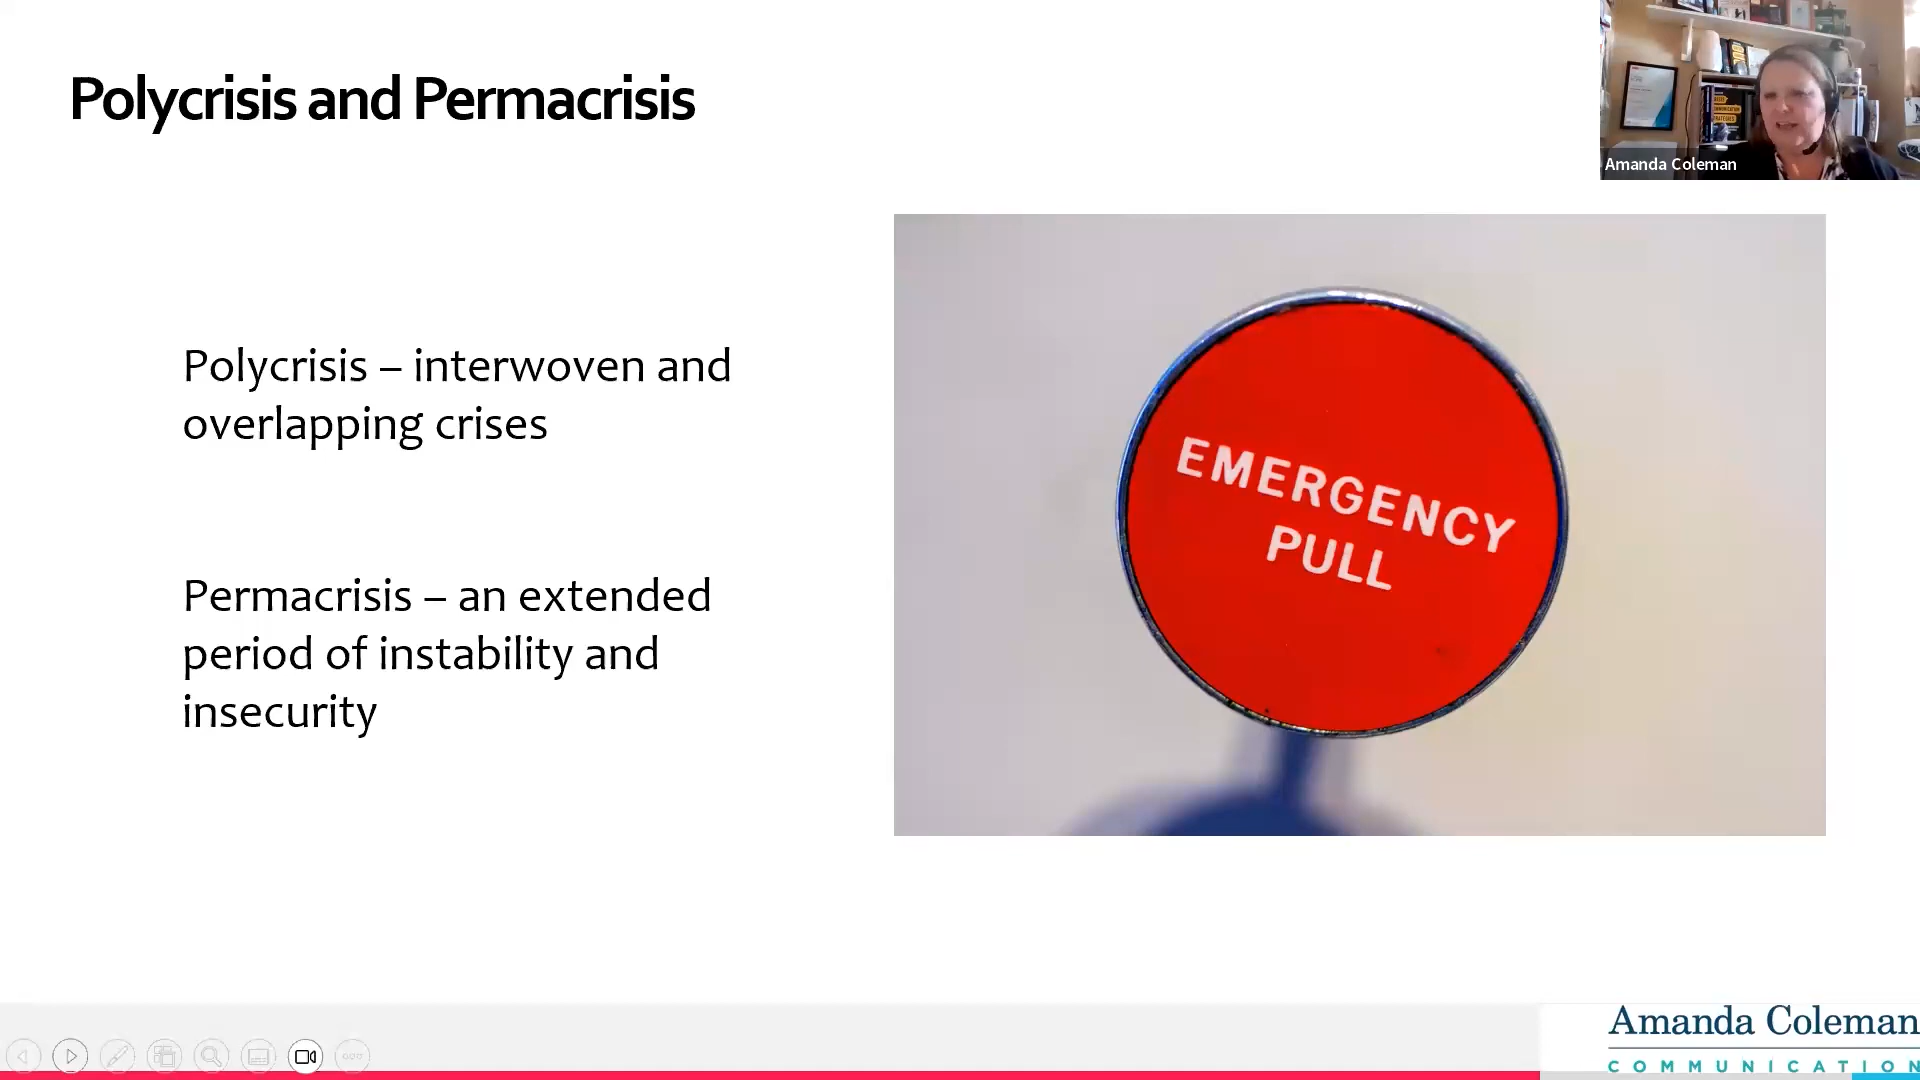 Polycrisis and Permacrisis
Amanda Coleman
Polycrisis – interwoven and
overlapping crises
Permacrisis – an extended
period of instability and
insecurity
EMERGENCY
PULL
Amanda Coleman
COMMUNICATION